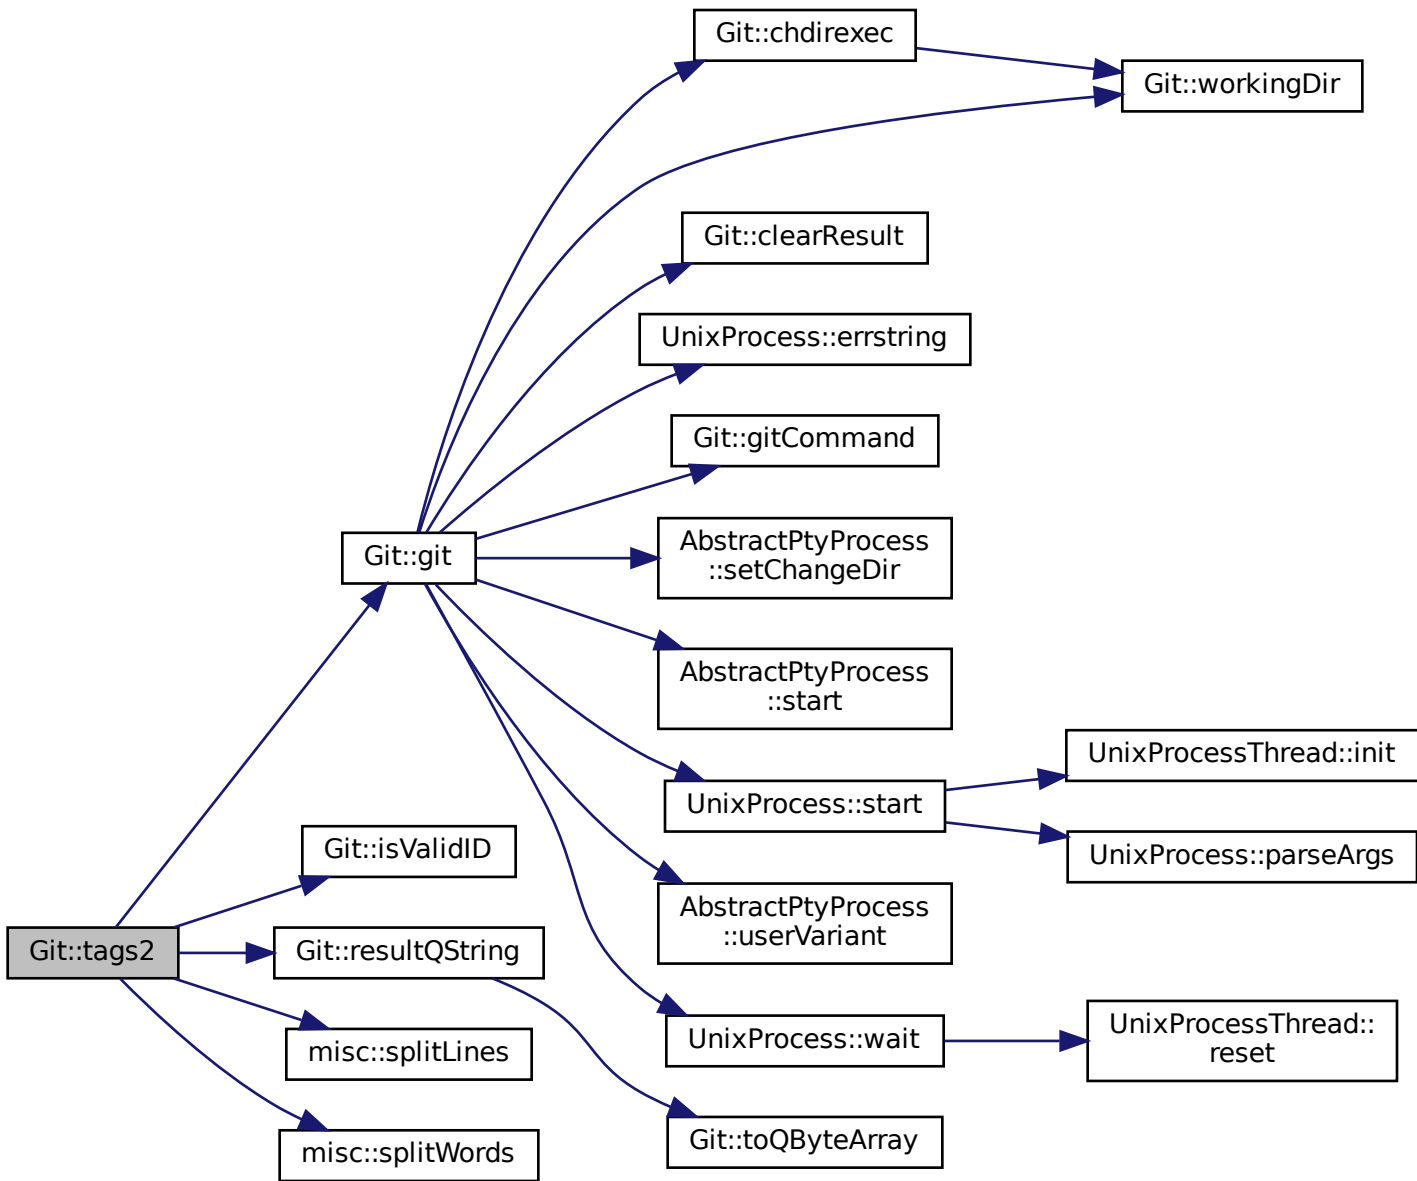 Git::chdirexec
Git::workingDir
Git::clearResult
UnixProcess::errstring
Git::gitCommand
Git::git
AbstractPtyProcess
::setChangeDir
AbstractPtyProcess
::start
UnixProcessThread::init
UnixProcess::start
UnixProcess::parseArgs
Git::isValidID
AbstractPtyProcess
::userVariant
Git::tags2
Git::resultQString
UnixProcess::wait
UnixProcessThread::
reset
misc::splitLines
Git::toQByteArray
misc::splitWords